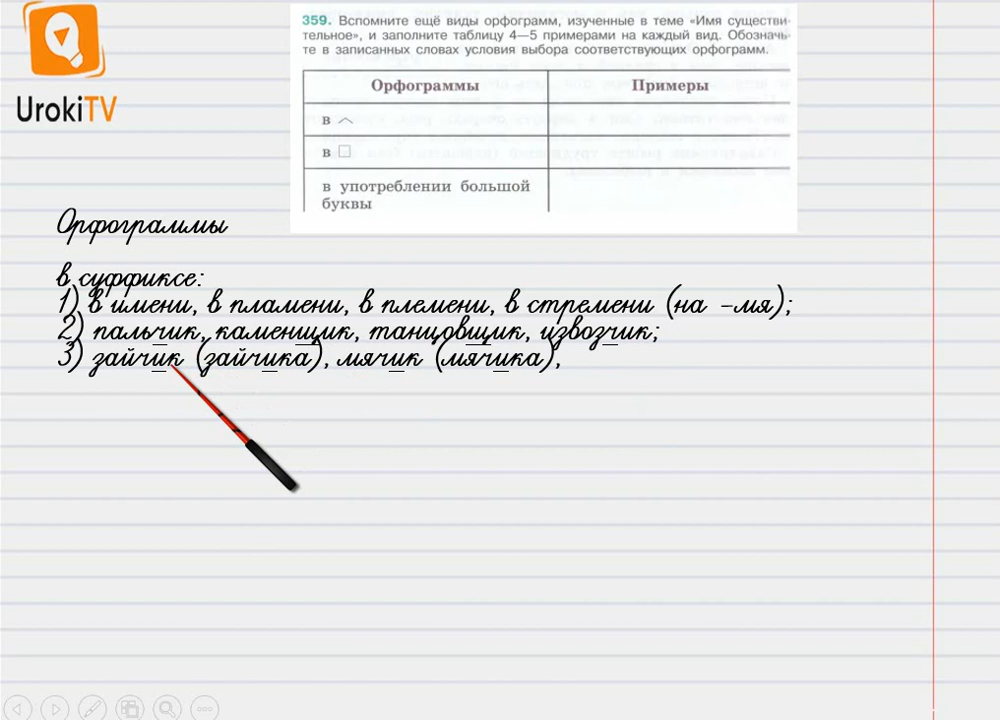 UrokiTV
359. Вспомните ещё виды орфограмм, изученные в теме «Имя существи-
тельное», и заполните таблицу 4—5 примерами на каждый вид. Обозначь-
те в записанных словах условия выбора соответствующих орфограмм.
Орфограммы Примеры
в
в
в употреблении большой
буквы
Орфограммы
в суффиксе:
1) в имени, в пламени, в племени, в стремени (на -мя);
2) пальчик, каменщик, танцовщик, извозчик;
3) зайчик (зайчика), мячик (мячика),